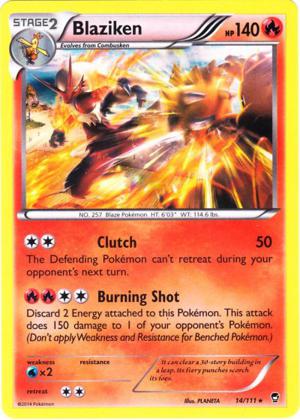 STAGE2
Blaziken
HP140
Evolves from Combusken
NO. 257 Blaze Pokémon HT. 6'03" WT. 114.6 lbs.
Clutch 50
The Defending Pokémon can't retreat during your
opponent's next turn.
Burning Shot
Discard 2 Energy attached to this Pokémon. This attack
does 150 damage to 1 of your opponent's Pokémon.
(Don't apply Weakness and Resistance for Benched Pokémon.)
weakness
resistance
×2
It can clear a 30-story building in
a leap. Its fiery punches scorch
its foes.
retreat
©2014 Pokémon
Illus. PLANETA
14/111 ★